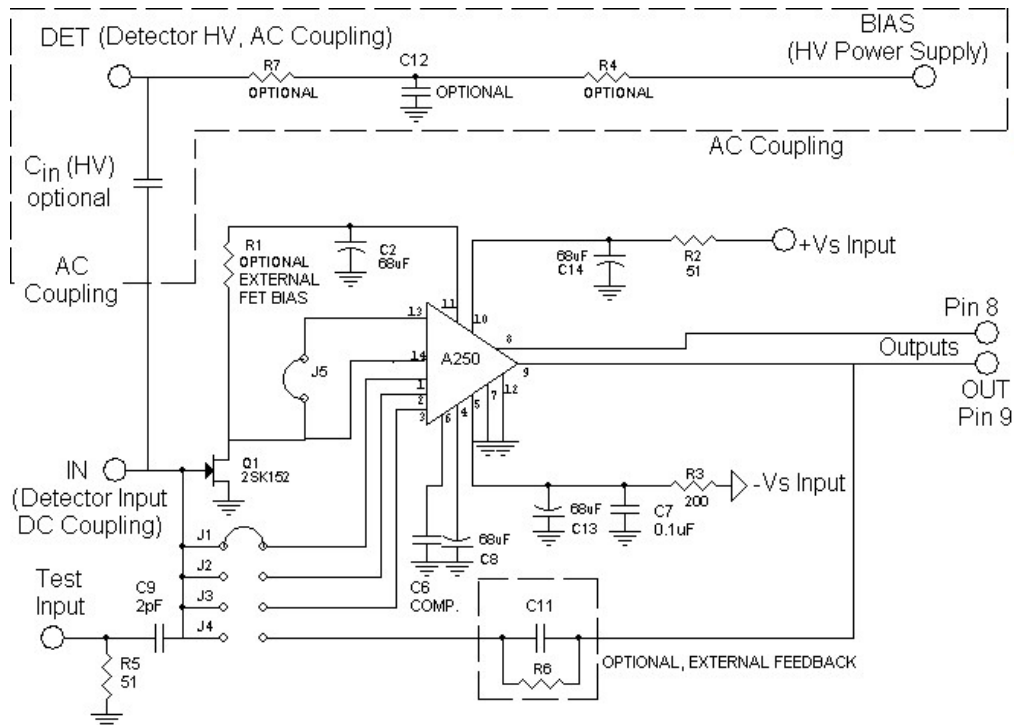 DET (Detector HV, AC Coupling)
BIAS
(HV Power Supply)
R7
OPTIONAL
C12
OPTIONAL
R4
OPTIONAL
AC Coupling
Cin (HV)
optional
AC
Coupling
R1
OPTIONAL
EXTERNAL
FET BIAS
C2
68uF
68uF
C14
R2
51
+Vs Input
11
10
13
14
1
2
3
A250
8
9
12
7
5
4
6
J5
Pin 8
Outputs
OUT
Pin 9
IN
(Detector Input
DC Coupling)
Q1
2SK152
R3
200
-Vs Input
68uF
C13
C7
0.1uF
68uF
C8
C6
COMP.
J1
J2
J3
J4
Test
Input
C9
2pF
R5
51
C11
R6
OPTIONAL, EXTERNAL FEEDBACK